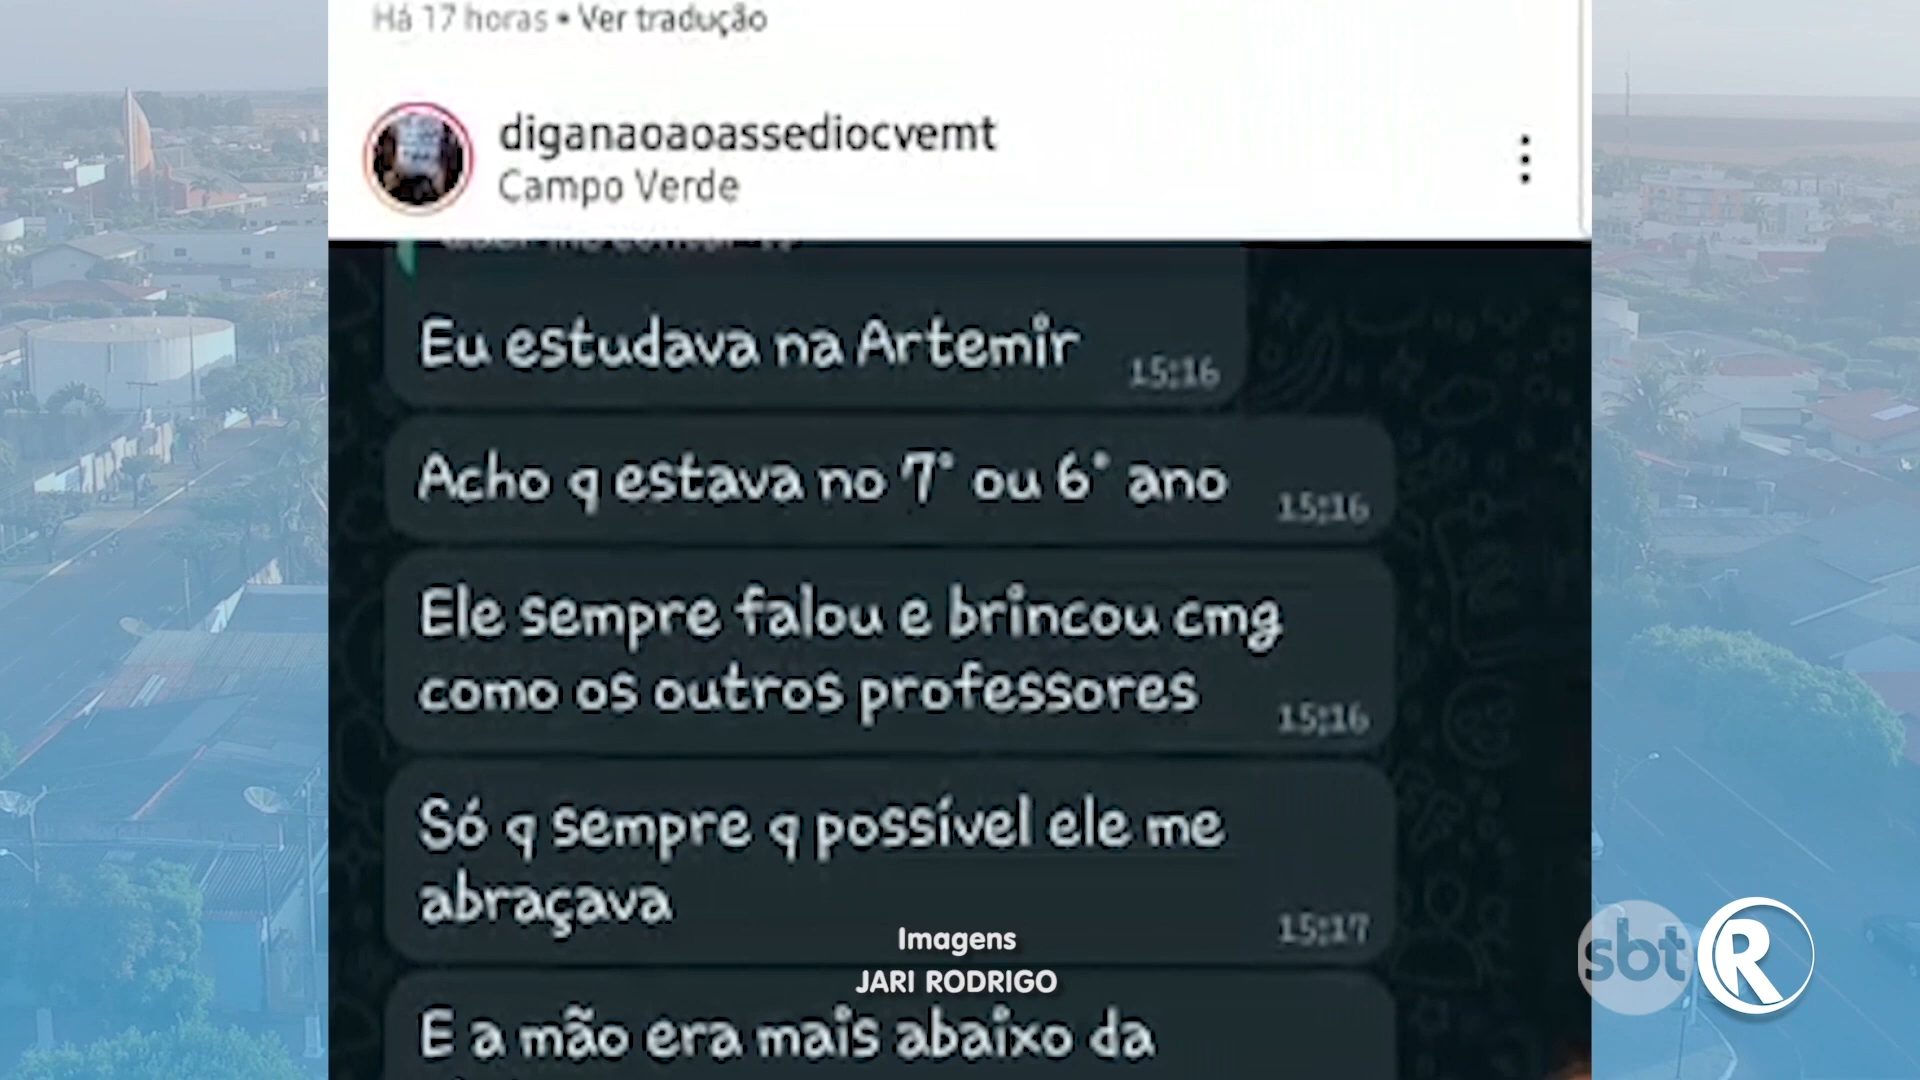 Há 17 horas • Ver tradução
diganaoaoassediocvemt
Campo Verde
Eu estudava na Artemir
15:16
Acho q estava no 7° ou 6° ano
15:16
Ele sempre falou e brincou cmg
como os outros professores
15:16
Só q sempre q possível ele me
abraçava
15:17
Imagens
JARI RODRIGO
E a mão era mais abaixo da
sbt R